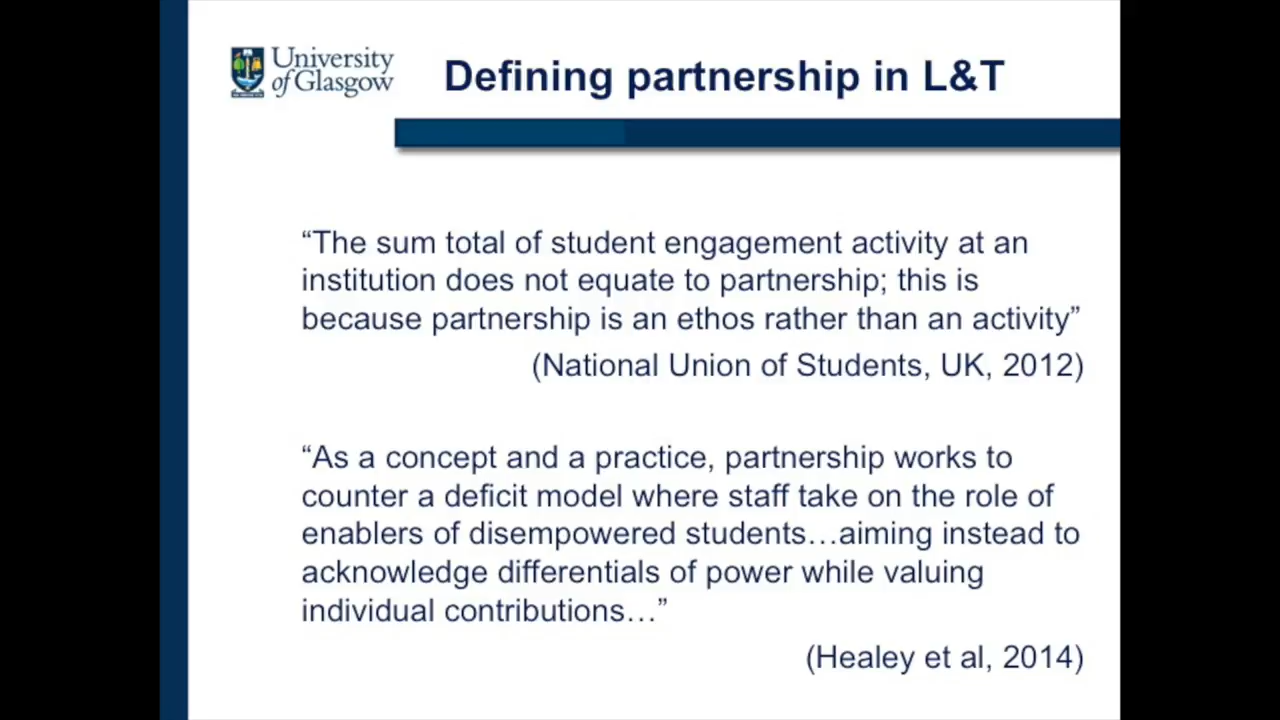 University
of Glasgow
Defining partnership in L&T
“The sum total of student engagement activity at an
institution does not equate to partnership; this is
because partnership is an ethos rather than an activity”
(National Union of Students, UK, 2012)
“As a concept and a practice, partnership works to
counter a deficit model where staff take on the role of
enablers of disempowered students…aiming instead to
acknowledge differentials of power while valuing
individual contributions…”
(Healey et al, 2014)